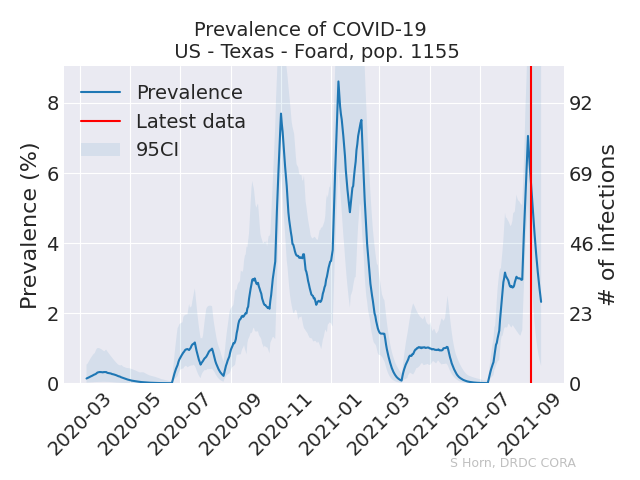 Prevalence of COVID-19
US - Texas - Foard, pop. 1155
Prevalence
Latest data
95CI
Prevalence (%)
8
6
4
2
0
# of infections
92
69
46
23
0
2020-03
2020-05
2020-07
2020-09
2020-11
2021-01
2021-03
2021-05
2021-07
2021-09
S Horn, DRDC CORA